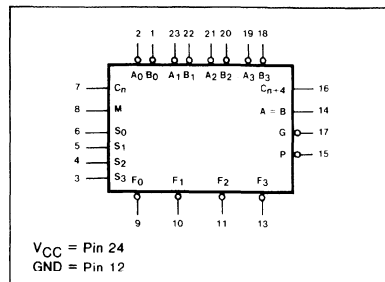 2 1 23 22 21 20 19 18
A0 B0 A1 B1 A2 B2 A3 B3
7 Cn Cn+4 16
8 M A = B 14
6 S0 G 17
5 S1 P 15
4 S2
3 S3 F0 F1 F2 F3
9 10 11 13
VCC = Pin 24
GND = Pin 12